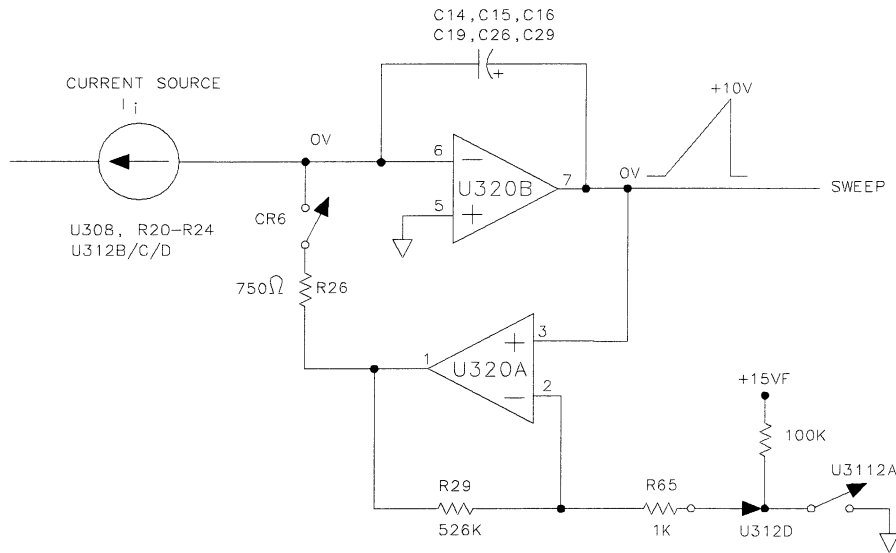 C14,C15,C16
C19,C26,C29
+
CURRENT SOURCE
I i
+10V
0V
6
−
U320B
7
0V
SWEEP
5
+
CR6
U308, R20-R24
U312B/C/D
750Ω
R26
1
+
3
U320A
−
2
+15VF
100K
U3112A
R29
526K
R65
1K
U312D